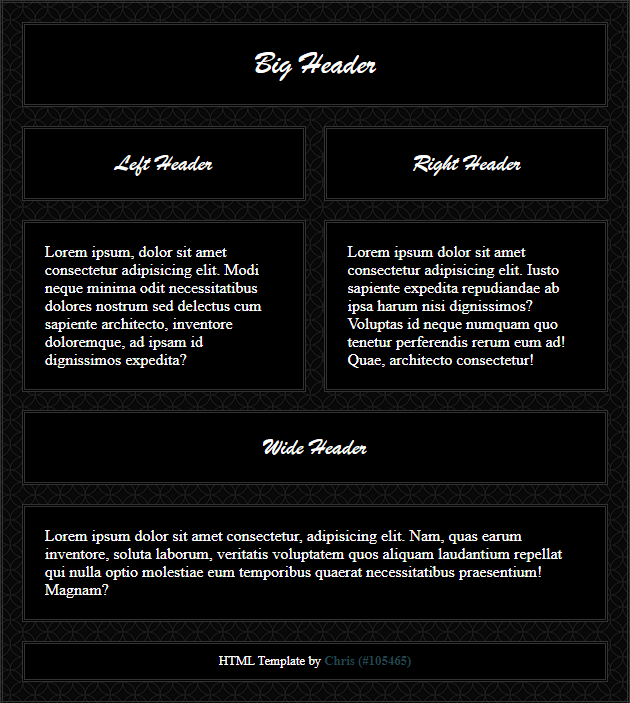 Big Header
Left Header
Right Header
Lorem ipsum, dolor sit amet
consectetur adipisicing elit. Modi
neque minima odit necessitatibus
dolores nostrum sed delectus cum
sapiente architecto, inventore
doloremque, ad ipsam id
dignissimos expedita?
Lorem ipsum dolor sit amet
consectetur adipisicing elit. Iusto
sapiente expedita repudiandae ab
ipsa harum nisi dignissimos?
Voluptas id neque numquam quo
tenetur perferendis rerum eum ad!
Quae, architecto consectetur!
Wide Header
Lorem ipsum dolor sit amet consectetur, adipisicing elit. Nam, quas earum
inventore, soluta laborum, veritatis voluptatem quos aliquam laudantium repellat
qui nulla optio molestiae eum temporibus quaerat necessitatibus praesentium!
Magnam?
HTML Template by Chris (#105465)